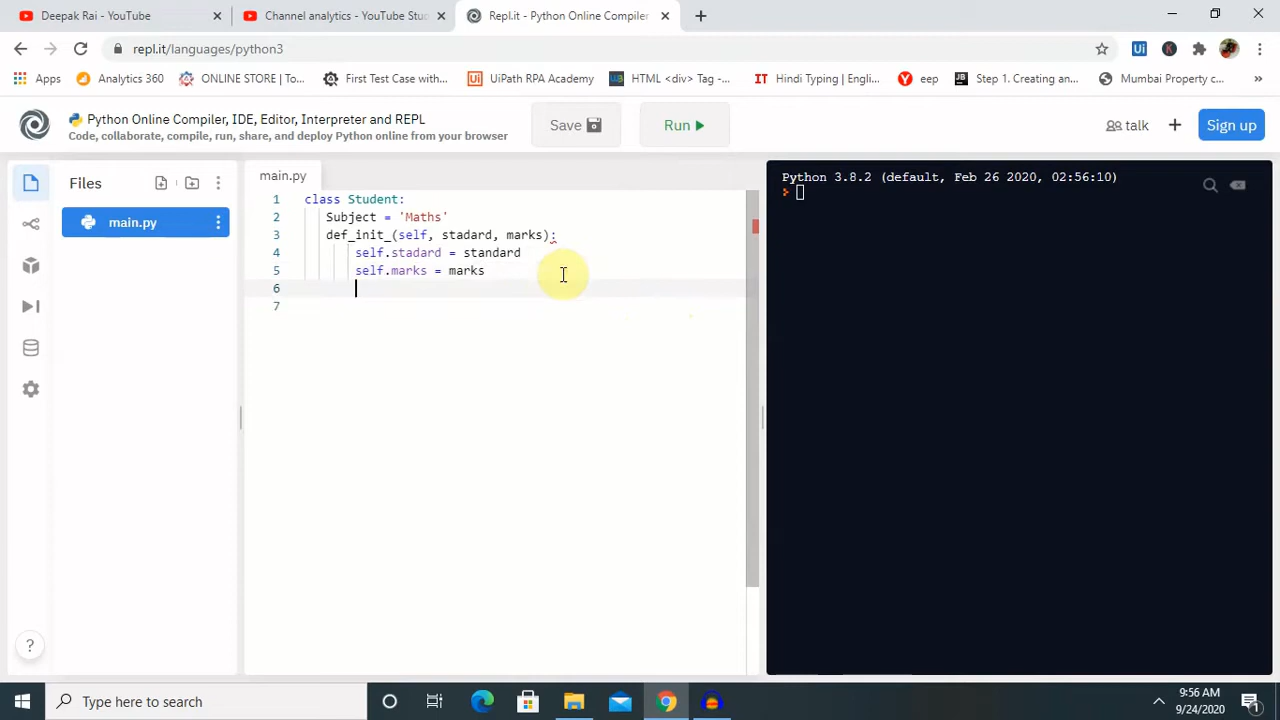 Deepak Rai - YouTube
Channel analytics - YouTube Stu
Repl.it - Python Online Compiler
repl.it/languages/python3
Apps
Analytics 360
ONLINE STORE | To...
First Test Case with...
UiPath RPA Academy
HTML <div> Tag -...
Hindi Typing | Engli...
eep
Step 1. Creating an...
Mumbai Property c...
»
Python Online Compiler, IDE, Editor, Interpreter and REPL
Code, collaborate, compile, run, share, and deploy Python online from your browser
Save
Run
talk
Sign up
Files
main.py
main.py
1 class Student:
2 Subject = 'Maths'
3 def_init_(self, stadard, marks):
4 self.stadard = standard
5 self.marks = marks
6
7
Python 3.8.2 (default, Feb 26 2020, 02:56:10)
?
Type here to search
9:56 AM
9/24/2020
1